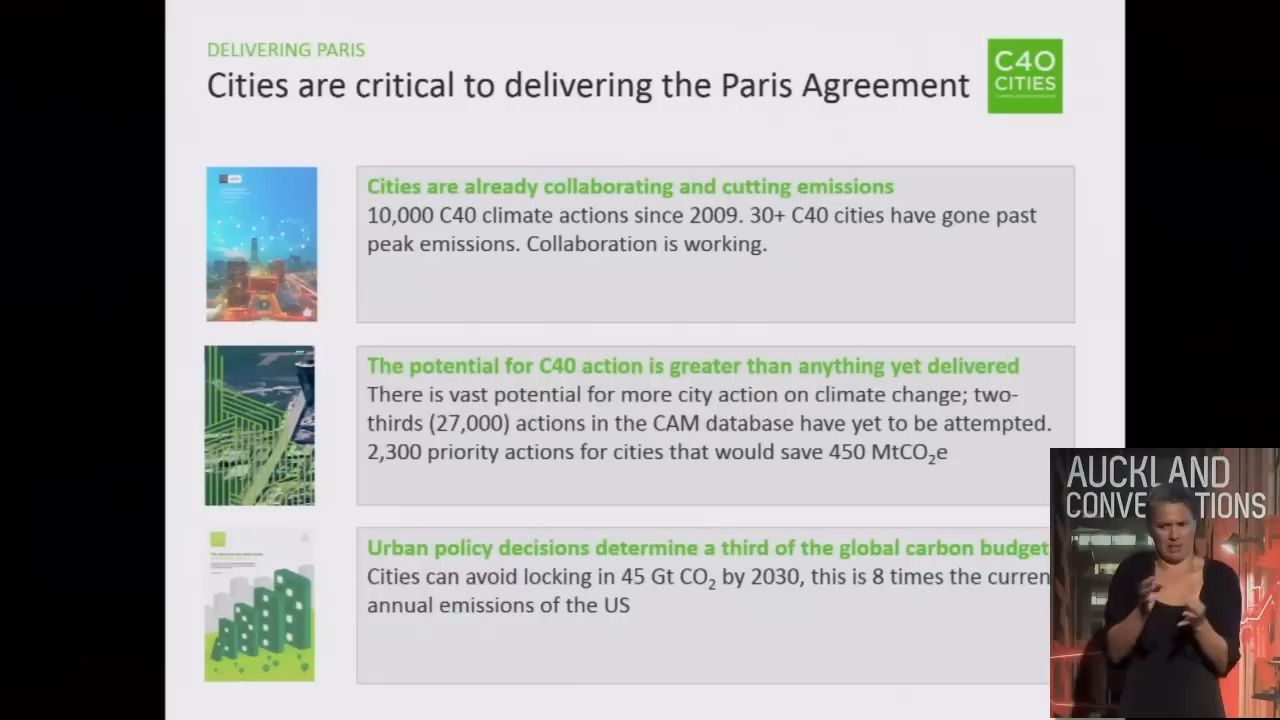 DELIVERING PARIS
Cities are critical to delivering the Paris Agreement
C40
CITIES
Cities are already collaborating and cutting emissions
10,000 C40 climate actions since 2009. 30+ C40 cities have gone past
peak emissions. Collaboration is working.
The potential for C40 action is greater than anything yet delivered
There is vast potential for more city action on climate change; two-
thirds (27,000) actions in the CAM database have yet to be attempted.
2,300 priority actions for cities that would save 450 MtCO₂e
Urban policy decisions determine a third of the global carbon budget
Cities can avoid locking in 45 Gt CO₂ by 2030, this is 8 times the curren
annual emissions of the US
AUCKLAND
CONVE TIONS